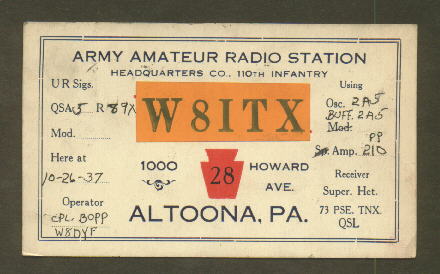 ARMY AMATEUR RADIO STATION
HEADQUARTERS CO., 110TH INFANTRY
UR Sigs.
QSA 5 R 89X
Mod.
Here at
10-26-37
Operator
CPL. BOPP
W8DYF
W8ITX
1000
28
HOWARD
AVE.
ALTOONA, PA.
Using
Osc. 2A5
BUFF. 2A5
Mod.
PP
Sp. Amp. 210
Receiver
Super. Het.
73 PSE. TNX.
QSL